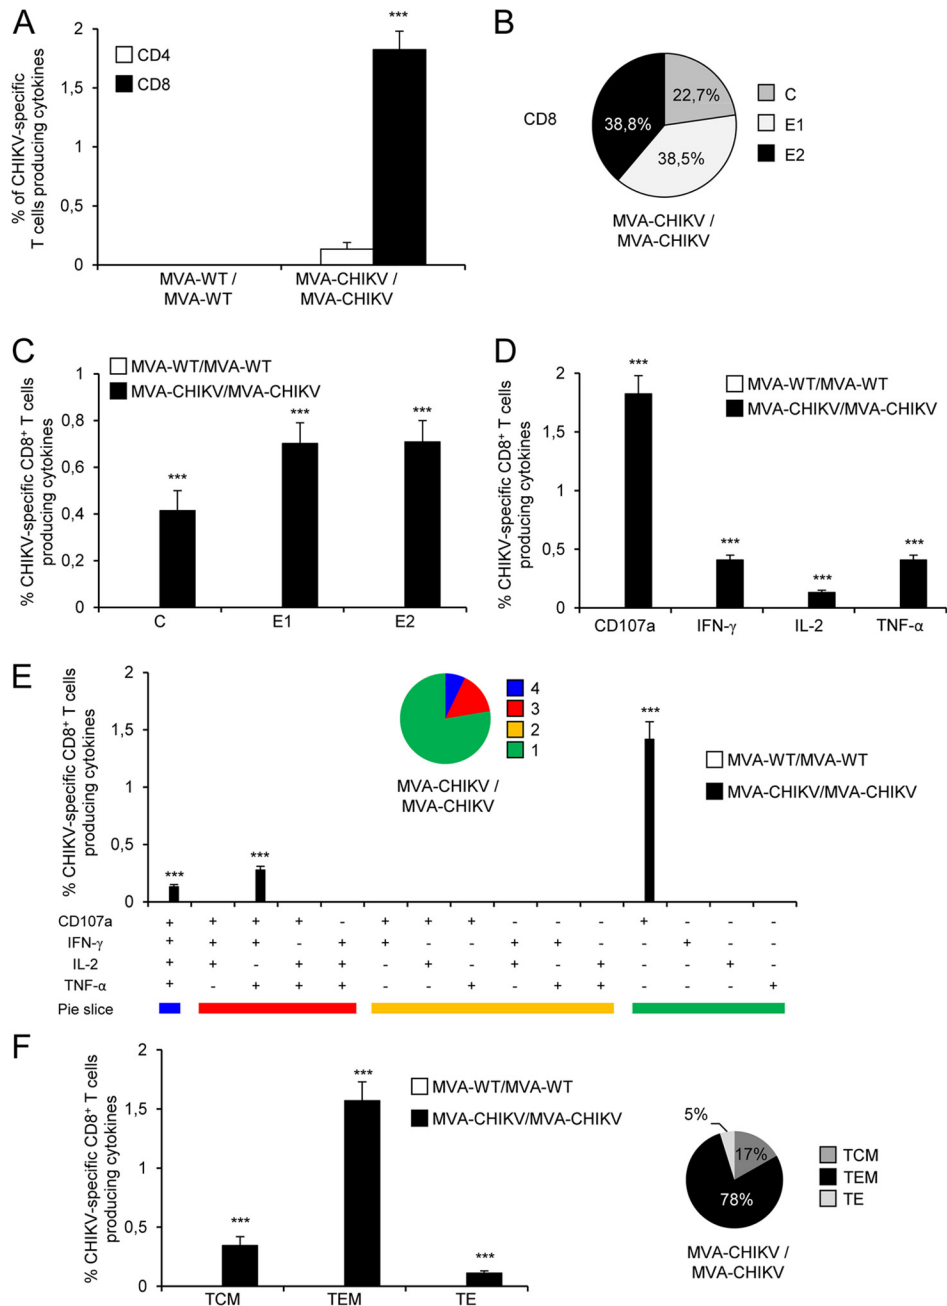 A
% of CHIKV-specific
T cells producing cytokines
2
1,5
1
0,5
0
CD4
CD8
***
MVA-WT /
MVA-WT
MVA-CHIKV /
MVA-CHIKV
B
CD8
22,7%
38,8%
38,5%
C
E1
E2
MVA-CHIKV /
MVA-CHIKV
C
% CHIKV-specific CD8+ T cells
producing cytokines
1
0,8
0,6
0,4
0,2
0
MVA-WT/MVA-WT
MVA-CHIKV/MVA-CHIKV
*** *** ***
C E1 E2
D
% CHIKV-specific CD8+ T cells
producing cytokines
2
1,5
1
0,5
0
MVA-WT/MVA-WT
MVA-CHIKV/MVA-CHIKV
*** *** *** ***
CD107a IFN-γ IL-2 TNF-α
E
% CHIKV-specific CD8+ T cells
producing cytokines
2
1,5
1
0,5
0
4
3
2
1
MVA-CHIKV /
MVA-CHIKV
MVA-WT/MVA-WT
MVA-CHIKV/MVA-CHIKV
*** *** ***
CD107a + + + + - + + + - - - + - - -
IFN-γ + + + - + + - - + + - - + - -
IL-2 + + - + + - + - + - + - - + -
TNF-α + - + + + - - + - + + - - - +
Pie slice
F
% CHIKV-specific CD8+ T cells
producing cytokines
2
1,5
1
0,5
0
MVA-WT/MVA-WT
MVA-CHIKV/MVA-CHIKV
*** *** ***
TCM TEM TE
5%
17%
78%
TCM
TEM
TE
MVA-CHIKV /
MVA-CHIKV